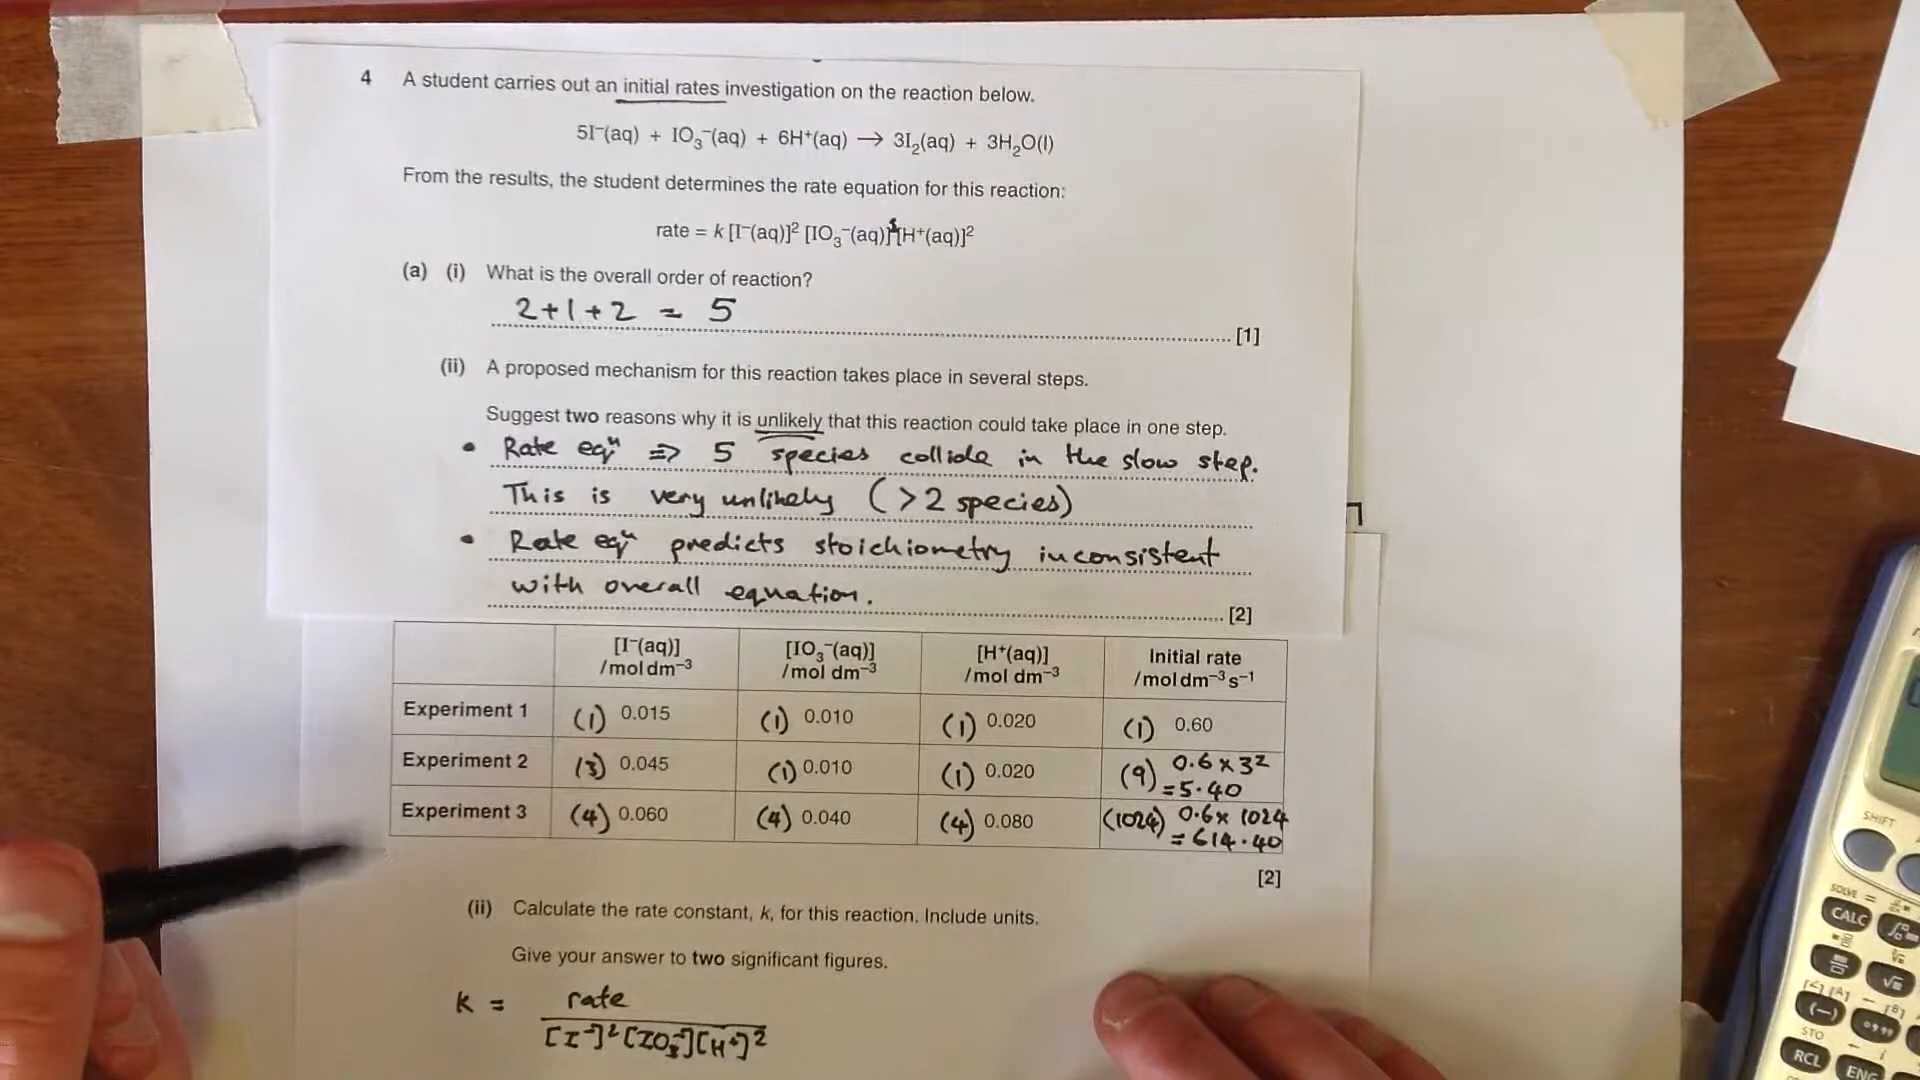 4 A student carries out an initial rates investigation on the reaction below.
5I⁻(aq) + IO₃⁻(aq) + 6H⁺(aq) → 3I₂(aq) + 3H₂O(l)
From the results, the student determines the rate equation for this reaction:
rate = k [I⁻(aq)]² [IO₃⁻(aq)]¹ [H⁺(aq)]²
(a) (i) What is the overall order of reaction?
2+1+2 = 5
[1]
(ii) A proposed mechanism for this reaction takes place in several steps.
Suggest two reasons why it is unlikely that this reaction could take place in one step.
• Rate eqⁿ => 5 species collide in the slow step.
This is very unlikely (>2 species)
• Rate eqⁿ predicts stoichiometry inconsistent
with overall equation.
[2]
[I⁻(aq)] /mol dm⁻³ [IO₃⁻(aq)] /mol dm⁻³ [H⁺(aq)] /mol dm⁻³ Initial rate /mol dm⁻³ s⁻¹
Experiment 1 (1) 0.015 (1) 0.010 (1) 0.020 (1) 0.60
Experiment 2 (3) 0.045 (1) 0.010 (1) 0.020 (9) 0.6 x 3² = 5.40
Experiment 3 (4) 0.060 (4) 0.040 (4) 0.080 (1024) 0.6 x 1024 = 614.40
[2]
(ii) Calculate the rate constant, k, for this reaction. Include units.
Give your answer to two significant figures.
k = rate
[I⁻]² [IO₃⁻][H⁺]²
SHIFT
SOLVE =
CALC
(−)
STO
RCL
ENG